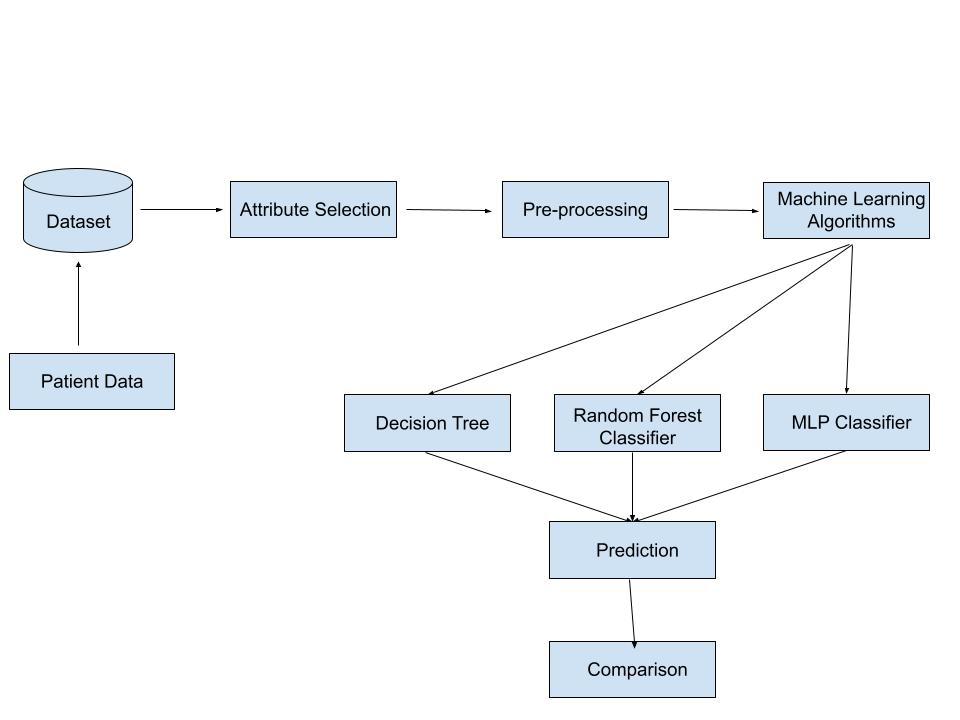 Dataset
Attribute Selection
Pre-processing
Machine Learning
Algorithms
Patient Data
Decision Tree
Random Forest
Classifier
MLP Classifier
Prediction
Comparison